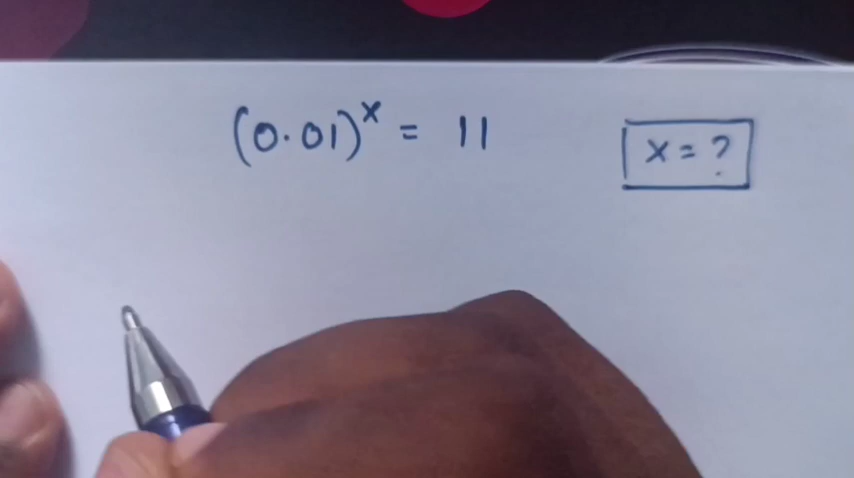 (0.01)^x = 11
x = ?